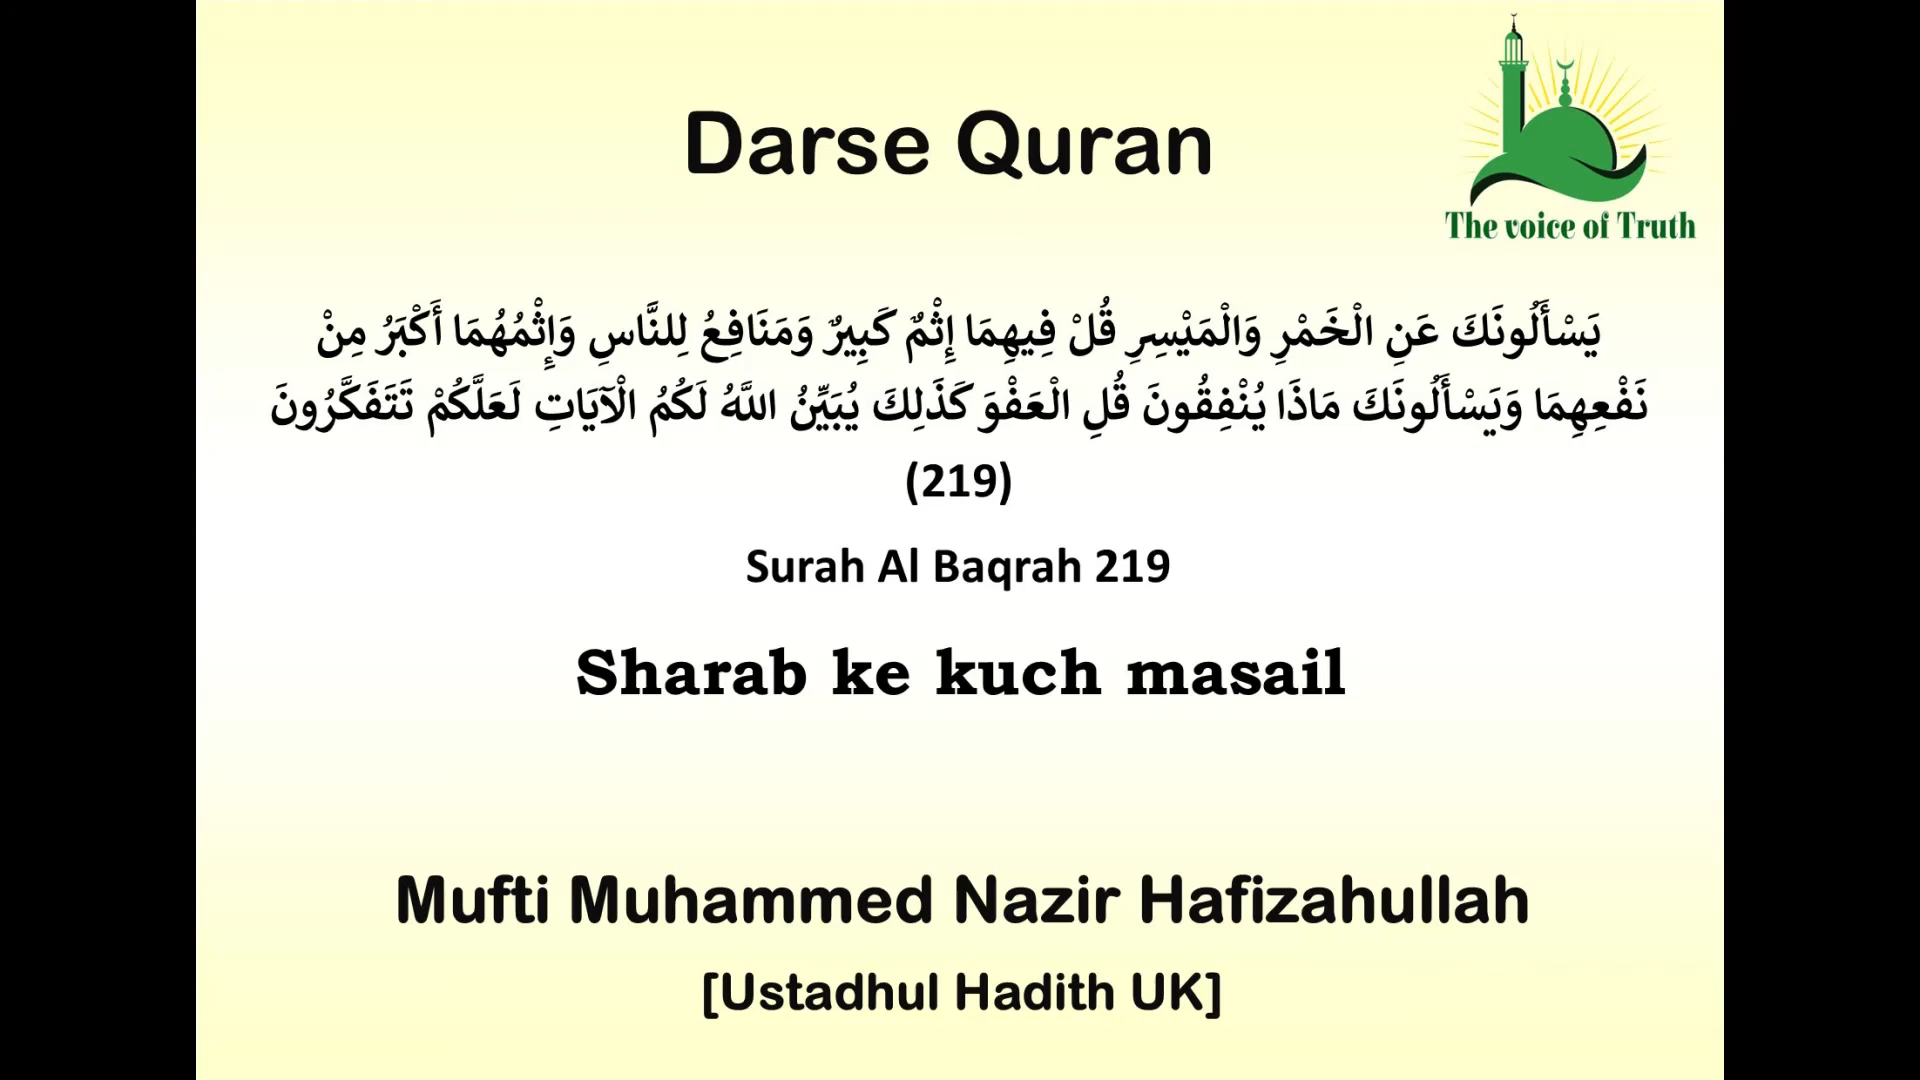 Darse Quran
The voice of Truth
يَسْأَلُونَكَ عَنِ الْخَمْرِ وَالْمَيْسِرِ قُلْ فِيهِمَا إِثْمٌ كَبِيرٌ وَمَنَافِعُ لِلنَّاسِ وَإِثْمُهُمَا أَكْبَرُ مِنْ
نَفْعِهِمَا وَيَسْأَلُونَكَ مَاذَا يُنْفِقُونَ قُلِ الْعَفْوَ كَذَلِكَ يُبَيِّنُ اللَّهُ لَكُمُ الْآيَاتِ لَعَلَّكُمْ تَتَفَكَّرُونَ
(219)
Surah Al Baqrah 219
Sharab ke kuch masail
Mufti Muhammed Nazir Hafizahullah
[Ustadhul Hadith UK]